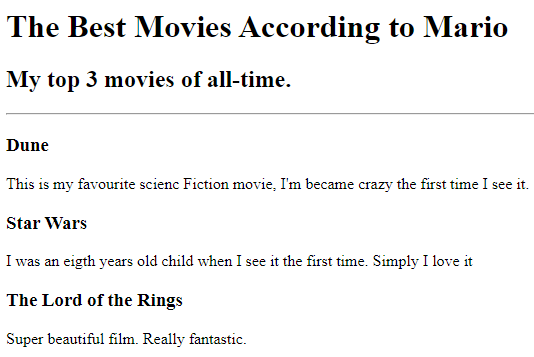 The Best Movies According to Mario
My top 3 movies of all-time.
Dune
This is my favourite scienc Fiction movie, I'm became crazy the first time I see it.
Star Wars
I was an eigth years old child when I see it the first time. Simply I love it
The Lord of the Rings
Super beautiful film. Really fantastic.